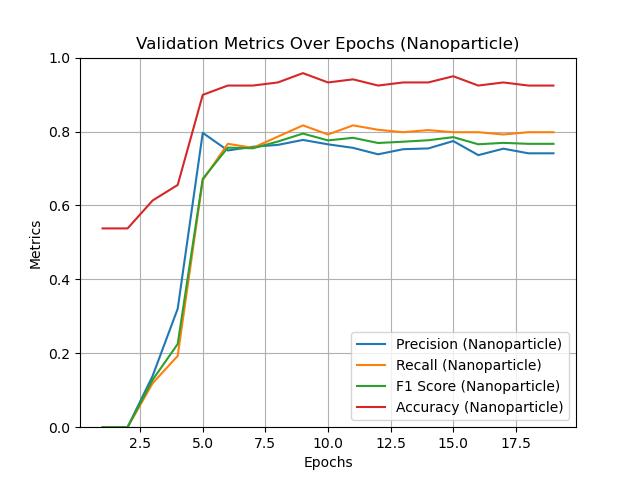 Validation Metrics Over Epochs (Nanoparticle)
1.0
0.8
0.6
0.4
0.2
0.0
Metrics
Precision (Nanoparticle)
Recall (Nanoparticle)
F1 Score (Nanoparticle)
Accuracy (Nanoparticle)
2.5 5.0 7.5 10.0 12.5 15.0 17.5
Epochs